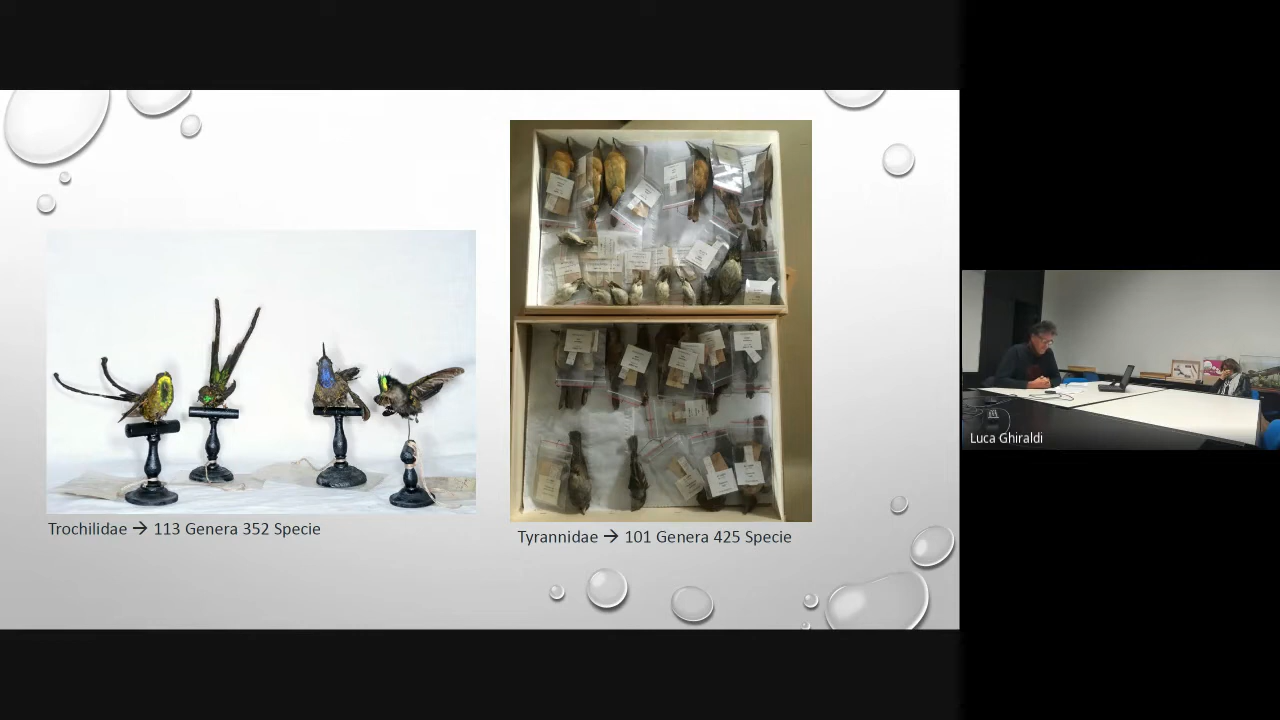 Trochilidae → 113 Genera 352 Specie
Tyrannidae → 101 Genera 425 Specie
Luca Ghiraldi